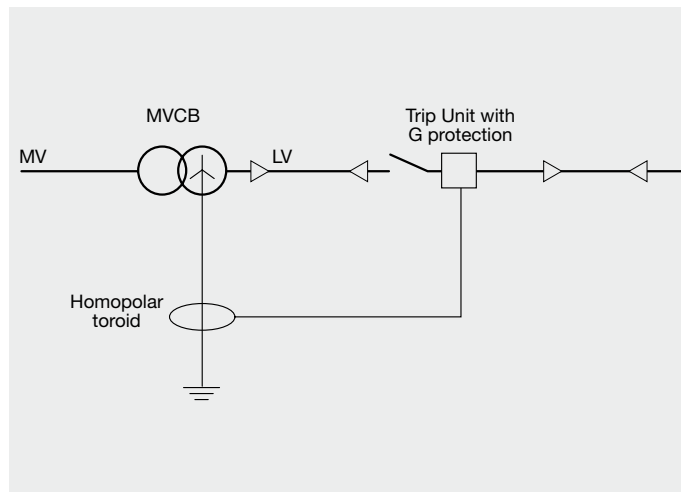 MVCB
Trip Unit with
G protection
MV
LV
Homopolar
toroid